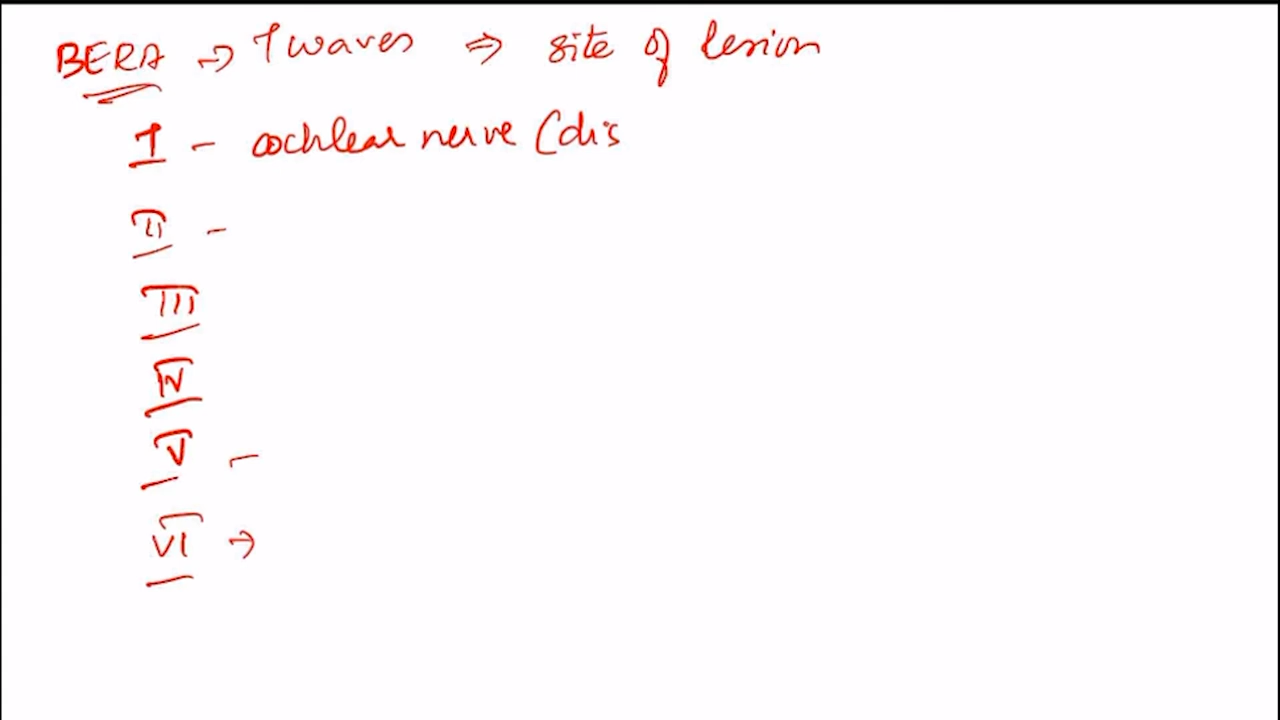 BERA → 7 waves ⇒ site of lesion
I - cochlear nerve (dis
II -
III
IV
V -
VI →